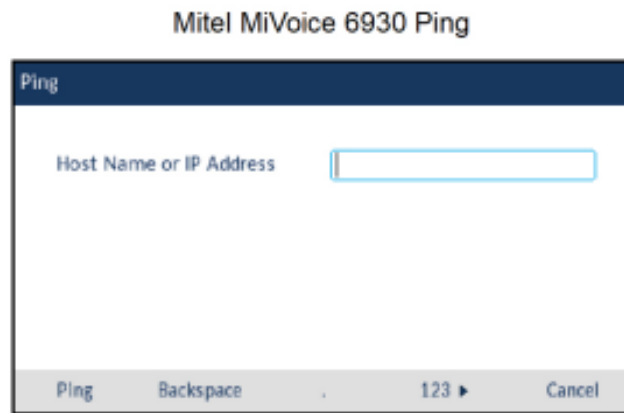 Mitel MiVoice 6930 Ping
Ping
Host Name or IP Address
Ping Backspace . 123 ▶ Cancel